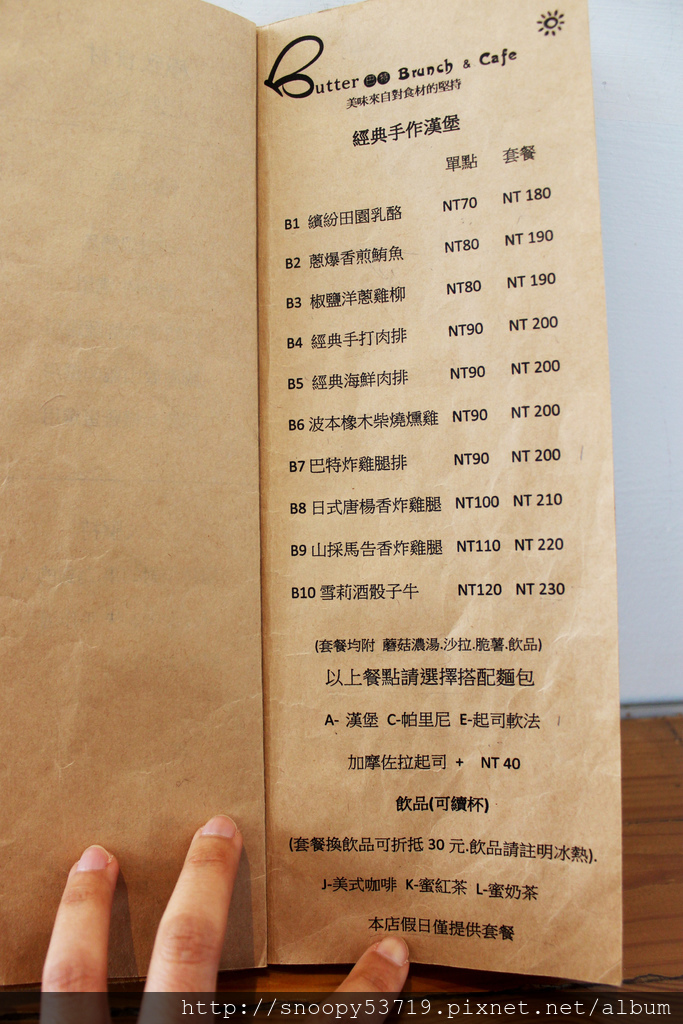 Butter 巴特 Brunch & Cafe
美味來自對食材的堅持
經典手作漢堡
單點 套餐
B1 繽紛田園乳酪 NT70 NT 180
B2 蔥爆香煎鮪魚 NT80 NT 190
B3 椒鹽洋蔥雞柳 NT80 NT 190
B4 經典手打肉排 NT90 NT 200
B5 經典海鮮肉排 NT90 NT 200
B6 波本橡木柴燒燻雞 NT90 NT 200
B7 巴特炸雞腿排 NT90 NT 200
B8 日式唐楊香炸雞腿 NT100 NT 210
B9 山採馬告香炸雞腿 NT110 NT 220
B10 雪莉酒骰子牛 NT120 NT 230
(套餐均附 蘑菇濃湯.沙拉.脆薯.飲品)
以上餐點請選擇搭配麵包
A- 漢堡 C-帕里尼 E-起司軟法
加摩佐拉起司 + NT 40
飲品(可續杯)
(套餐換飲品可折抵 30 元.飲品請註明冰熱).
J-美式咖啡 K-蜜紅茶 L-蜜奶茶
本店假日僅提供套餐
http://snoopy53719.pixnet.net/album